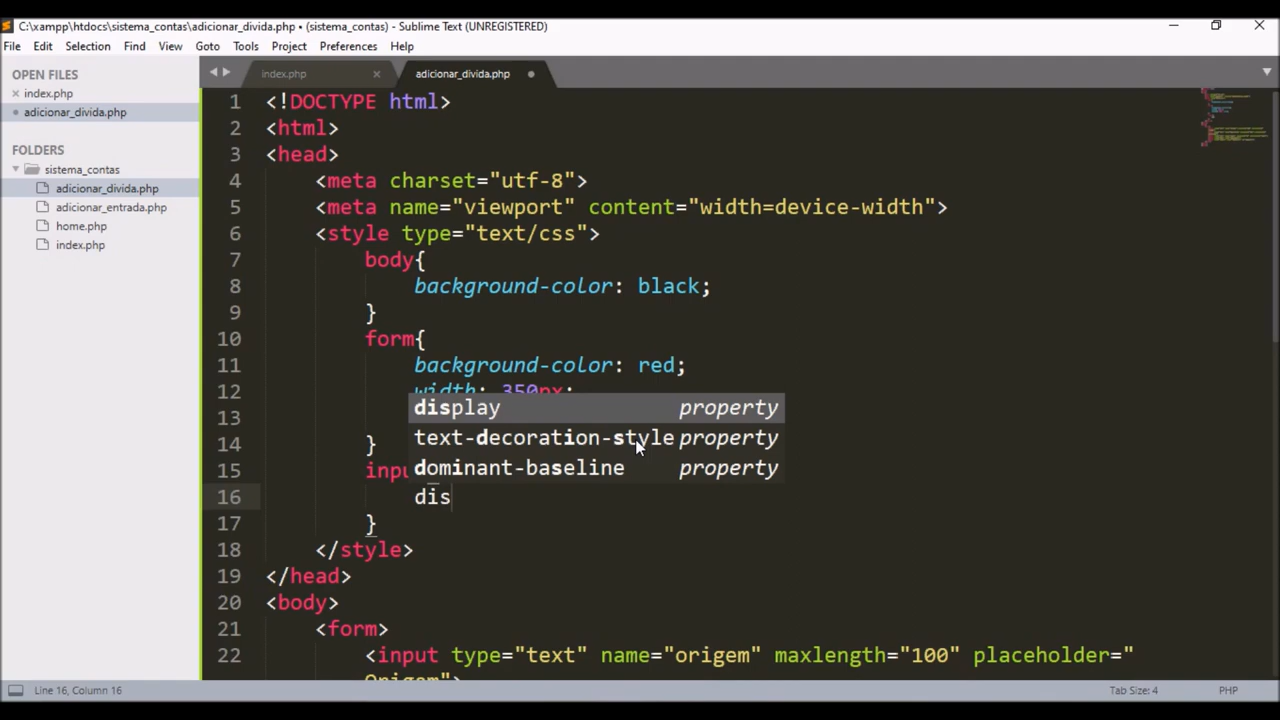 C:\xampp\htdocs\sistema_contas\adicionar_divida.php • (sistema_contas) - Sublime Text (UNREGISTERED)
File Edit Selection Find View Goto Tools Project Preferences Help
OPEN FILES
index.php
adicionar_divida.php
FOLDERS
sistema_contas
adicionar_divida.php
adicionar_entrada.php
home.php
index.php
index.php adicionar_divida.php
1 <!DOCTYPE html>
2 <html>
3 <head>
4 <meta charset="utf-8">
5 <meta name="viewport" content="width=device-width">
6 <style type="text/css">
7 body{
8 background-color: black;
9 }
10 form{
11 background-color: red;
12 width: 350px;
display property
13
text-decoration-style property
14 }
dominant-baseline property
15 inpu
16 dis
17 }
18 </style>
19 </head>
20 <body>
21 <form>
22 <input type="text" name="origem" maxlength="100" placeholder="
Origem">
Line 16, Column 16 Tab Size: 4 PHP